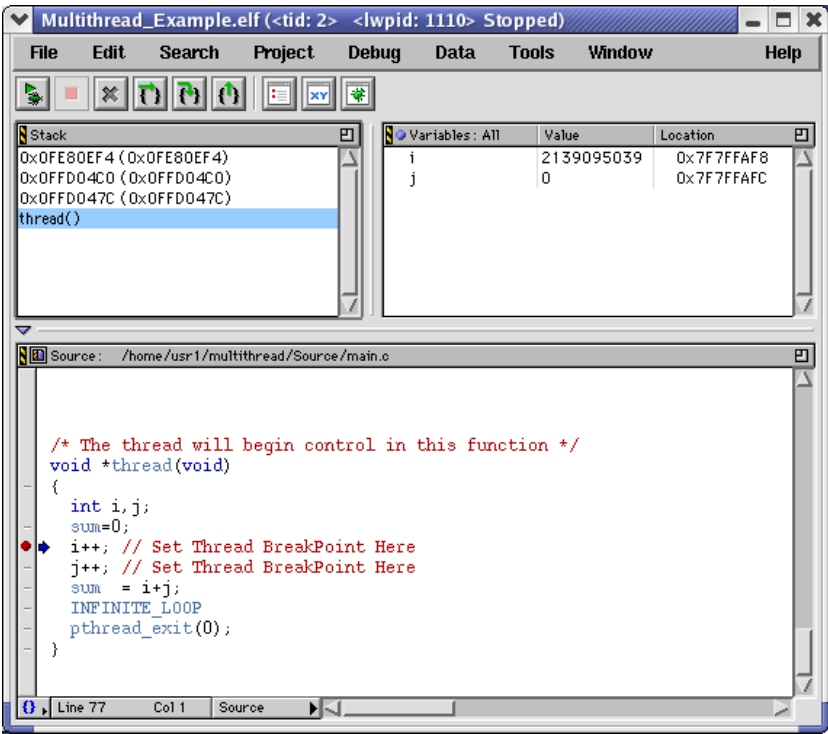 Multithread_Example.elf (<tid: 2> <lwpid: 1110> Stopped)
File Edit Search Project Debug Data Tools Window Help
XY
Stack
0x0FE80EF4 (0x0FE80EF4)
0x0FFD04C0 (0x0FFD04C0)
0x0FFD047C (0x0FFD047C)
thread()
Variables: All Value Location
i 2139095039 0x7F7FFAF8
j 0 0x7F7FFAFC
Source: /home/usr1/multithread/Source/main.c
/* The thread will begin control in this function */
void *thread(void)
{
int i,j;
sum=0;
i++; // Set Thread BreakPoint Here
j++; // Set Thread BreakPoint Here
sum = i+j;
INFINITE_LOOP
pthread_exit(0);
}
Line 77 Col 1 Source